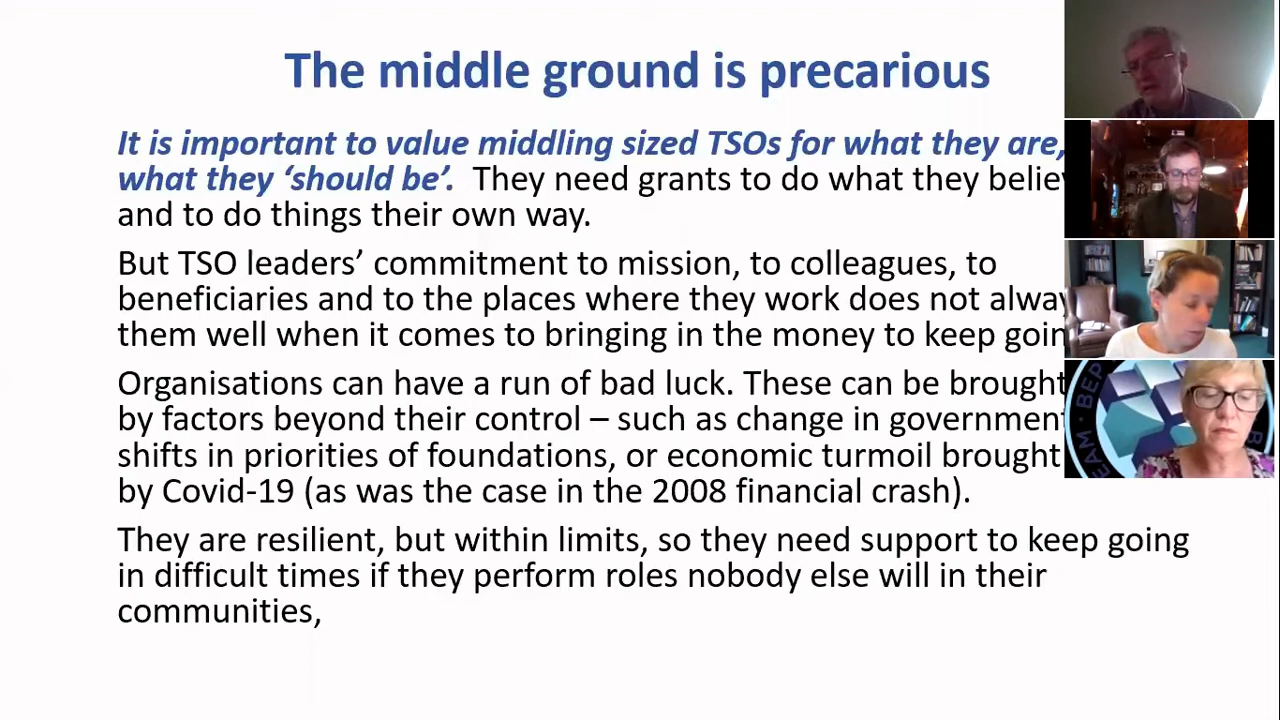 The middle ground is precarious
It is important to value middling sized TSOs for what they are,
what they ‘should be’. They need grants to do what they
and to do things their own way.
But TSO leaders’ commitment to mission, to colleagues, to
beneficiaries and to the places where they work does not
them well when it comes to bringing in the money to keep
Organisations can have a run of bad luck. These can be brought
by factors beyond their control – such as change in government
shifts in priorities of foundations, or economic turmoil brought
by Covid-19 (as was the case in the 2008 financial crash).
They are resilient, but within limits, so they need support to keep going
in difficult times if they perform roles nobody else will in their
communities,